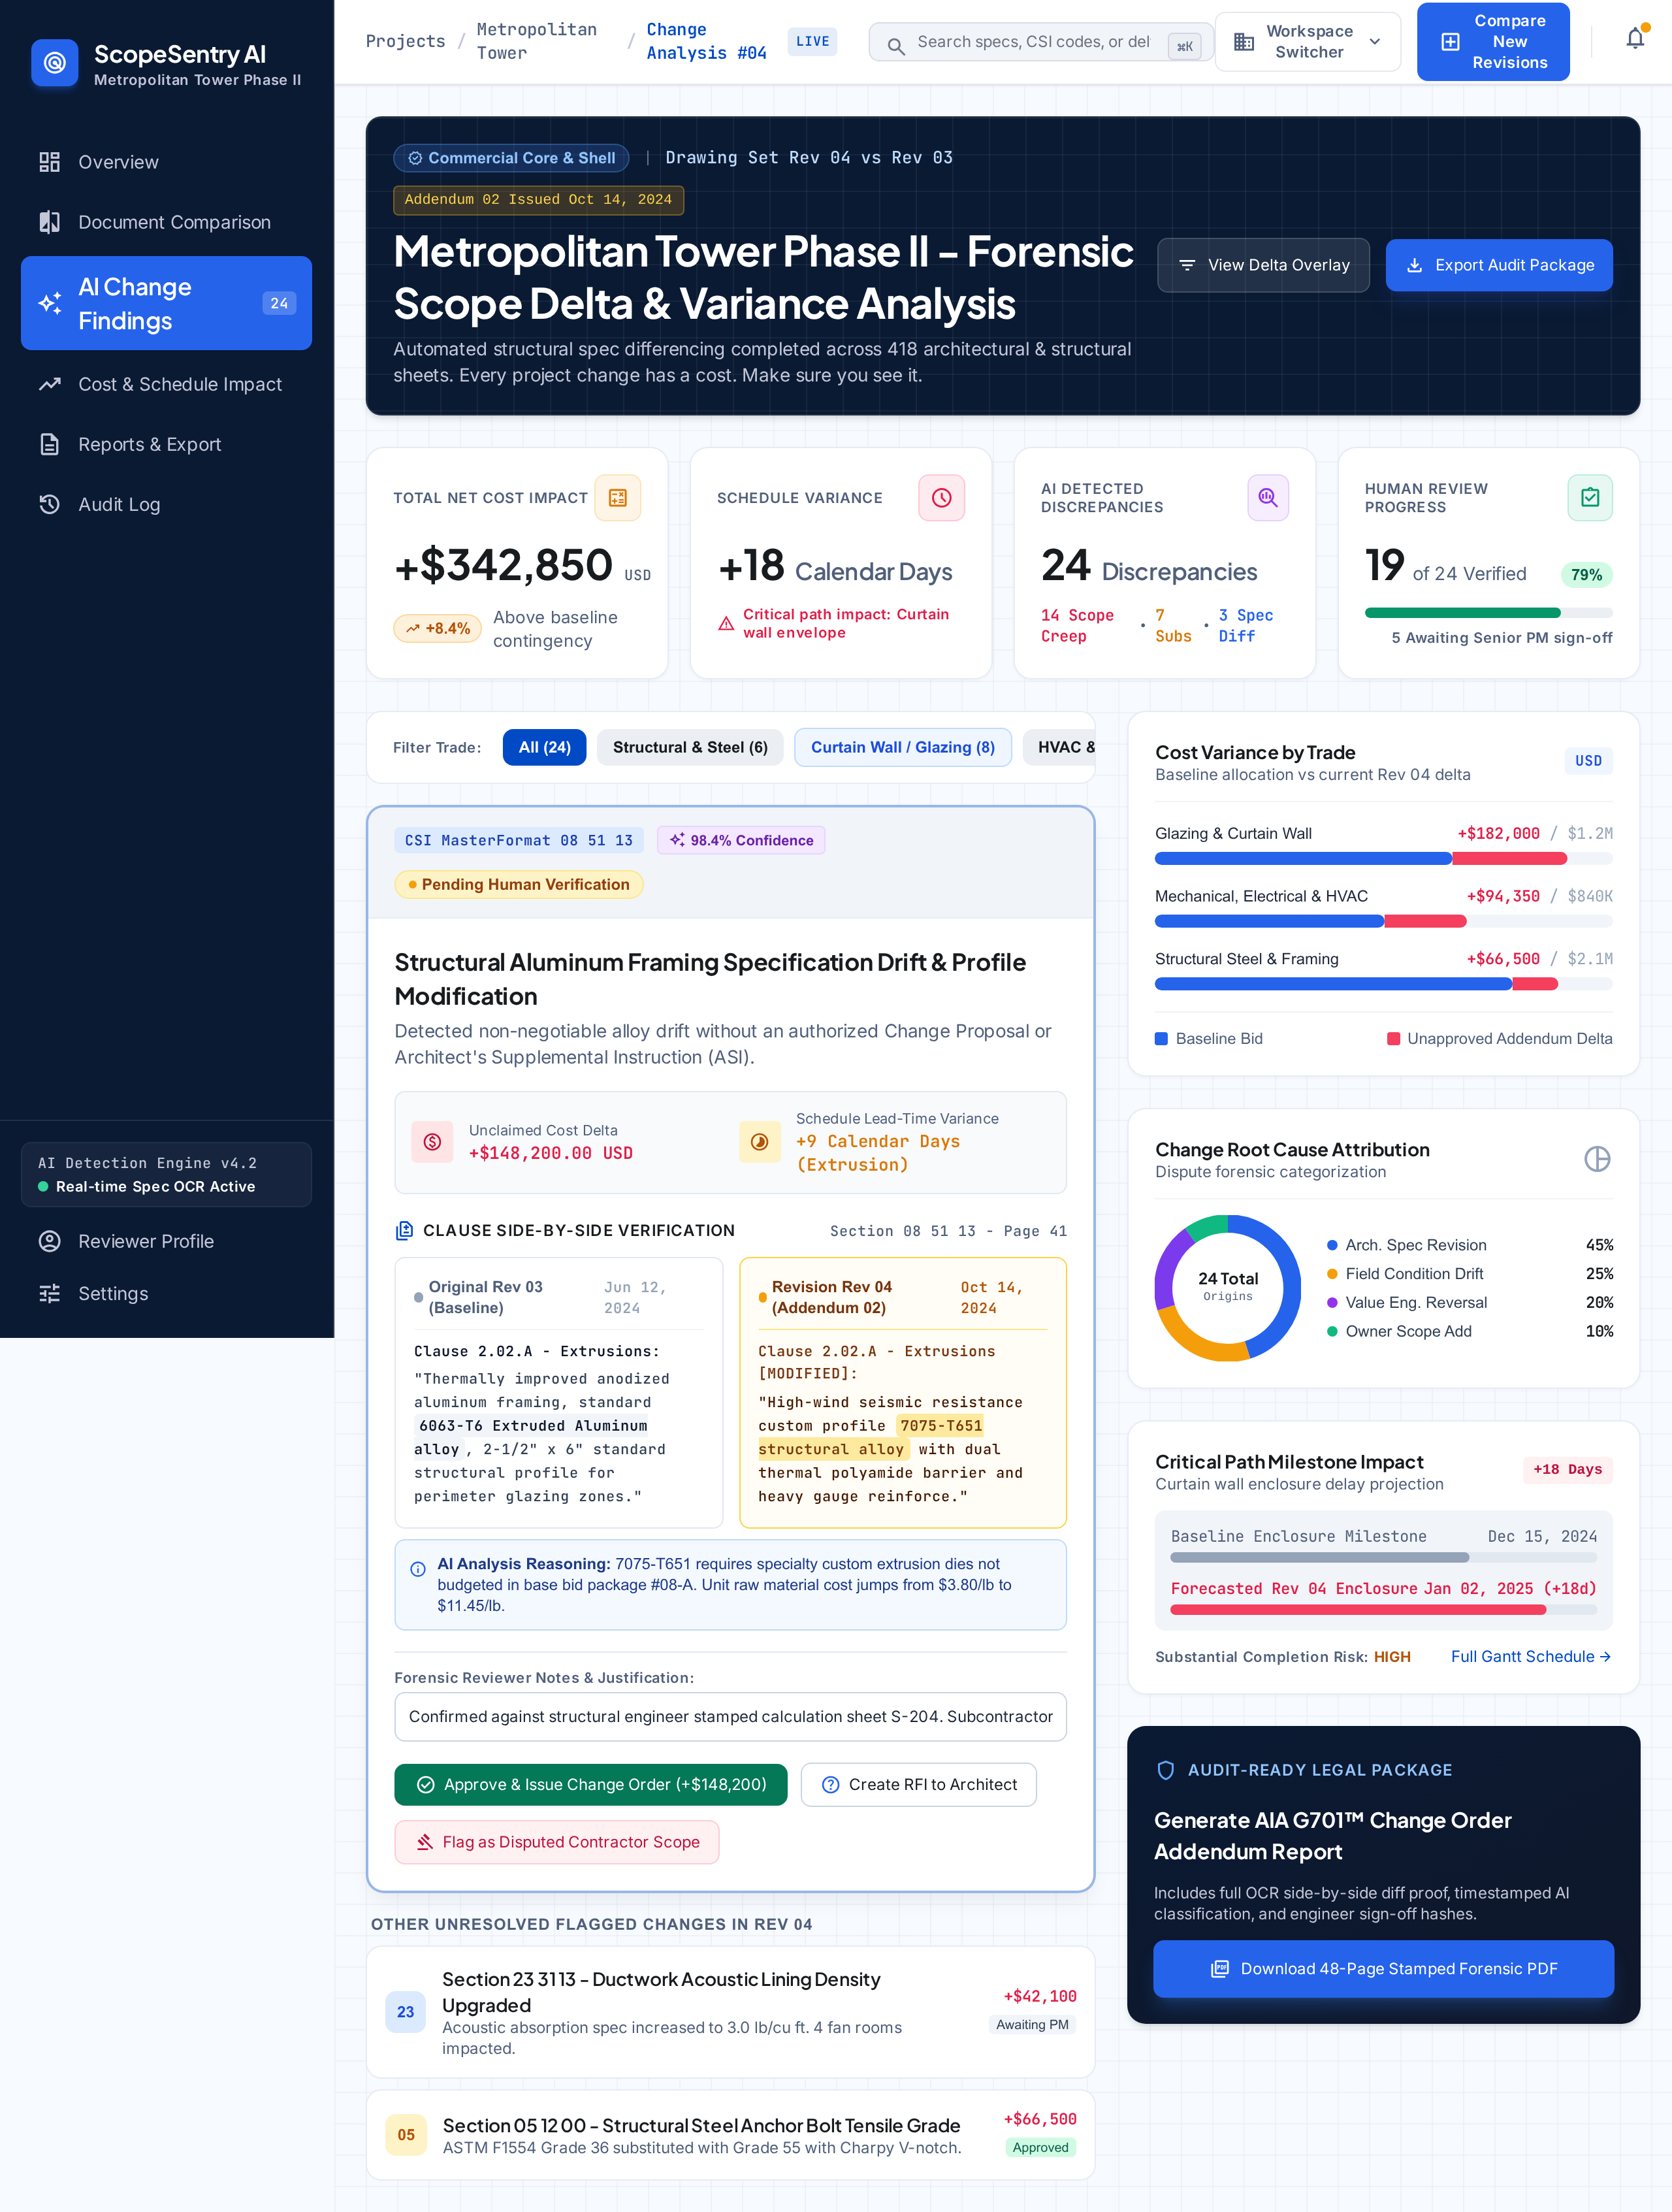 ScopeSentry AI
Metropolitan Tower Phase II
Overview
Document Comparison
AI Change
Findings
24
Cost & Schedule Impact
Reports & Export
Audit Log
AI Detection Engine v4.2
Real-time Spec OCR Active
Reviewer Profile
Settings
Projects / Metropolitan Tower / Change Analysis #04
LIVE
Search specs, CSI codes, or del
⌘K
Workspace
Switcher
Compare
New
Revisions
Commercial Core & Shell | Drawing Set Rev 04 vs Rev 03
Addendum 02 Issued Oct 14, 2024
Metropolitan Tower Phase II – Forensic
Scope Delta & Variance Analysis
Automated structural spec differencing completed across 418 architectural & structural
sheets. Every project change has a cost. Make sure you see it.
View Delta Overlay
Export Audit Package
TOTAL NET COST IMPACT
+$342,850 USD
+8.4%
Above baseline
contingency
SCHEDULE VARIANCE
+18 Calendar Days
Critical path impact: Curtain
wall envelope
AI DETECTED
DISCREPANCIES
24 Discrepancies
14 Scope Creep • 7 Subs • 3 Spec Diff
HUMAN REVIEW
PROGRESS
19 of 24 Verified
79%
5 Awaiting Senior PM sign-off
Filter Trade:
All (24)
Structural & Steel (6)
Curtain Wall / Glazing (8)
HVAC &
CSI MasterFormat 08 51 13
98.4% Confidence
Pending Human Verification
Structural Aluminum Framing Specification Drift & Profile
Modification
Detected non-negotiable alloy drift without an authorized Change Proposal or
Architect's Supplemental Instruction (ASI).
Unclaimed Cost Delta
+$148,200.00 USD
Schedule Lead-Time Variance
+9 Calendar Days
(Extrusion)
CLAUSE SIDE-BY-SIDE VERIFICATION
Section 08 51 13 - Page 41
Original Rev 03
(Baseline)
Jun 12,
2024
Clause 2.02.A - Extrusions:
"Thermally improved anodized
aluminum framing, standard
6063-T6 Extruded Aluminum
alloy, 2-1/2" x 6" standard
structural profile for
perimeter glazing zones."
Revision Rev 04
(Addendum 02)
Oct 14,
2024
Clause 2.02.A - Extrusions
[MODIFIED]:
"High-wind seismic resistance
custom profile 7075-T651
structural alloy with dual
thermal polyamide barrier and
heavy gauge reinforce."
AI Analysis Reasoning: 7075-T651 requires specialty custom extrusion dies not
budgeted in base bid package #08-A. Unit raw material cost jumps from $3.80/lb to
$11.45/lb.
Forensic Reviewer Notes & Justification:
Confirmed against structural engineer stamped calculation sheet S-204. Subcontractor
Approve & Issue Change Order (+$148,200)
Create RFI to Architect
Flag as Disputed Contractor Scope
OTHER UNRESOLVED FLAGGED CHANGES IN REV 04
23
Section 23 31 13 – Ductwork Acoustic Lining Density
Upgraded
Acoustic absorption spec increased to 3.0 lb/cu ft. 4 fan rooms
impacted.
+$42,100
Awaiting PM
05
Section 05 12 00 – Structural Steel Anchor Bolt Tensile Grade
ASTM F1554 Grade 36 substituted with Grade 55 with Charpy V-notch.
+$66,500
Approved
Cost Variance by Trade
Baseline allocation vs current Rev 04 delta
USD
Glazing & Curtain Wall +$182,000 / $1.2M
Mechanical, Electrical & HVAC +$94,350 / $840K
Structural Steel & Framing +$66,500 / $2.1M
Baseline Bid
Unapproved Addendum Delta
Change Root Cause Attribution
Dispute forensic categorization
24 Total
Origins
Arch. Spec Revision 45%
Field Condition Drift 25%
Value Eng. Reversal 20%
Owner Scope Add 10%
Critical Path Milestone Impact
Curtain wall enclosure delay projection
+18 Days
Baseline Enclosure Milestone Dec 15, 2024
Forecasted Rev 04 Enclosure Jan 02, 2025 (+18d)
Substantial Completion Risk: HIGH
Full Gantt Schedule →
AUDIT-READY LEGAL PACKAGE
Generate AIA G701™ Change Order
Addendum Report
Includes full OCR side-by-side diff proof, timestamped AI
classification, and engineer sign-off hashes.
Download 48-Page Stamped Forensic PDF